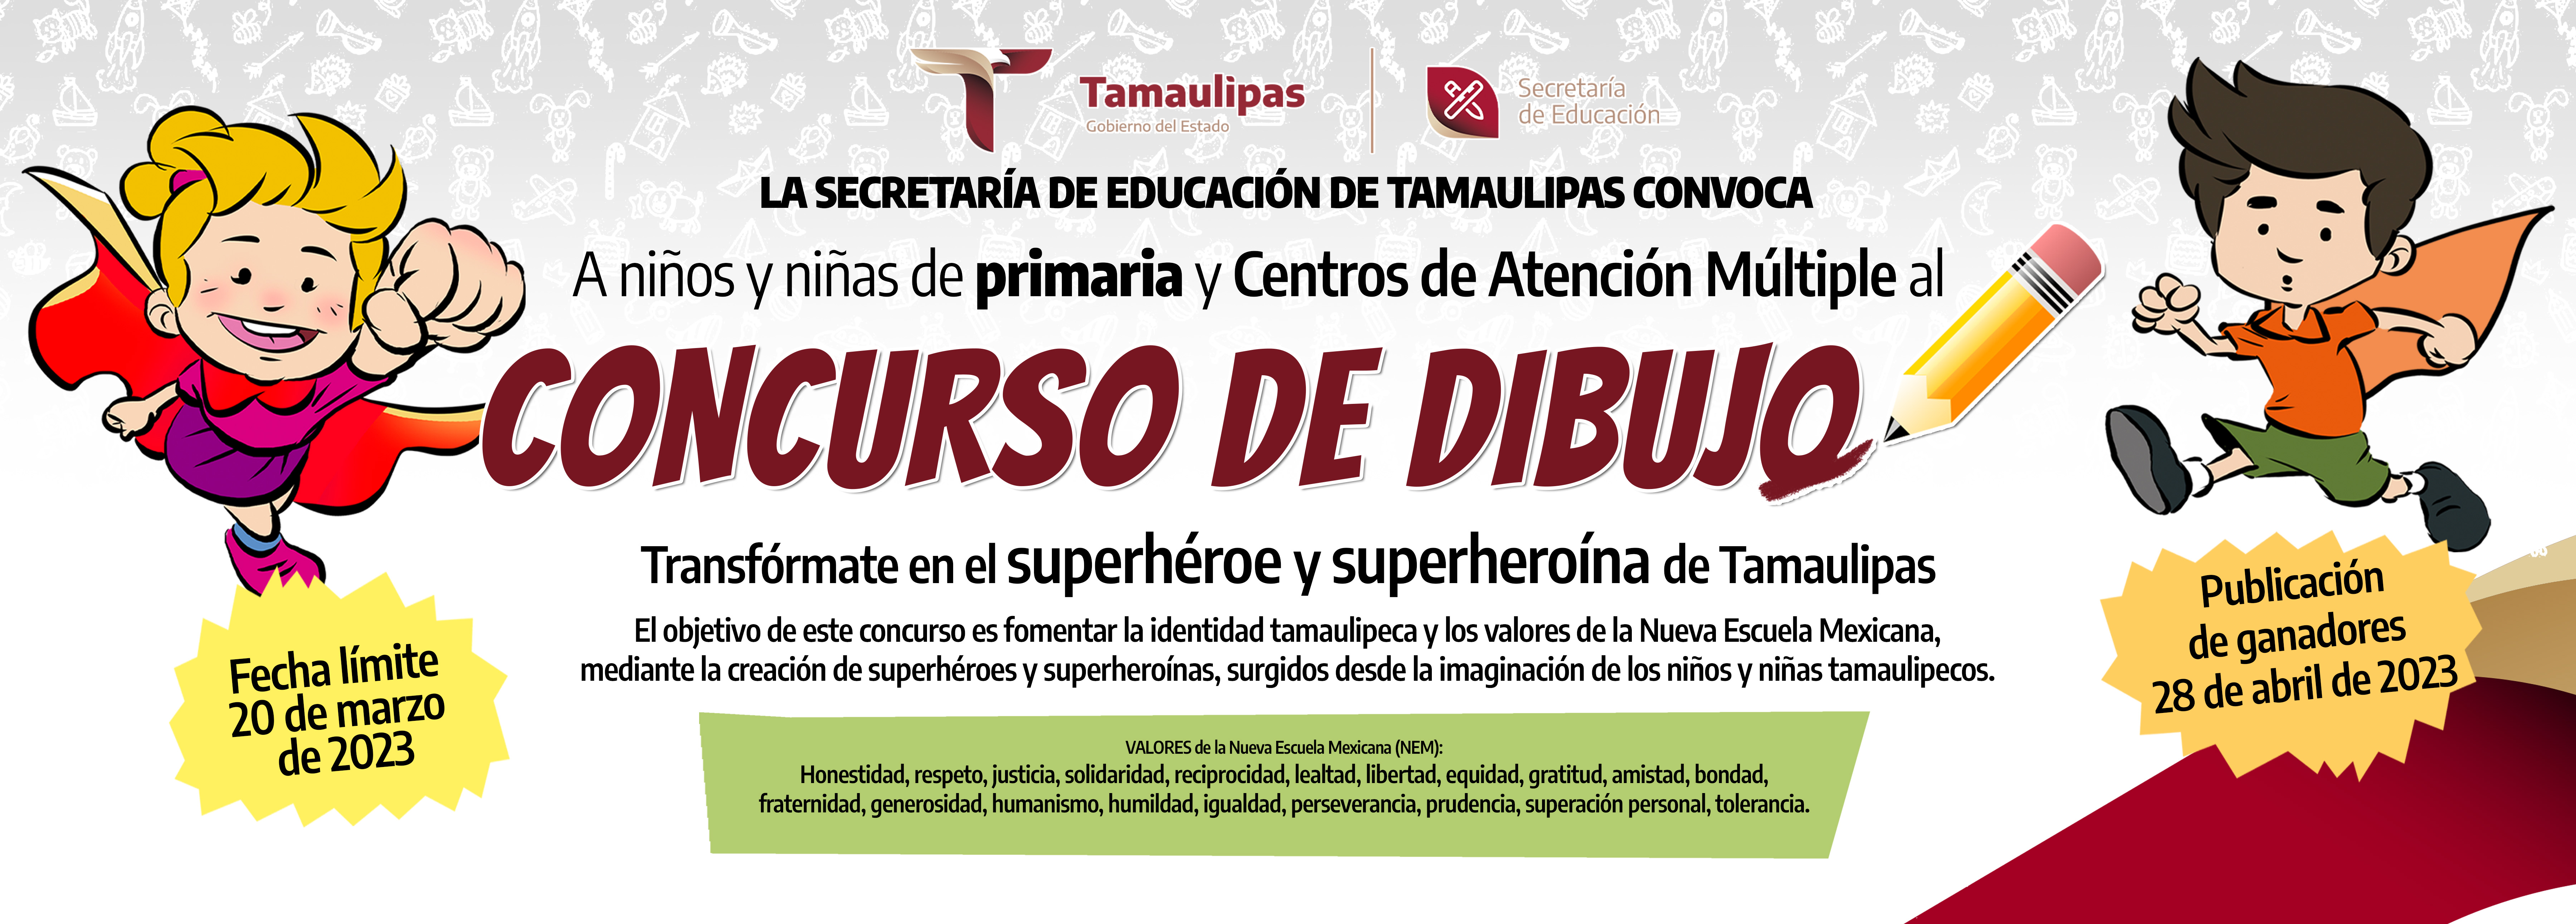 Tamaulipas
Gobierno del Estado
Secretaría
de Educación
LA SECRETARÍA DE EDUCACIÓN DE TAMAULIPAS CONVOCA
A niños y niñas de primaria y Centros de Atención Múltiple al
CONCURSO DE DIBUJO
Transfórmate en el superhéroe y superheroína de Tamaulipas
El objetivo de este concurso es fomentar la identidad tamaulipeca y los valores de la Nueva Escuela Mexicana,
mediante la creación de superhéroes y superheroínas, surgidos desde la imaginación de los niños y niñas tamaulipecos.
Fecha límite
20 de marzo
de 2023
Publicación
de ganadores
28 de abril de 2023
VALORES de la Nueva Escuela Mexicana (NEM):
Honestidad, respeto, justicia, solidaridad, reciprocidad, lealtad, libertad, equidad, gratitud, amistad, bondad,
fraternidad, generosidad, humanismo, humildad, igualdad, perseverancia, prudencia, superación personal, tolerancia.